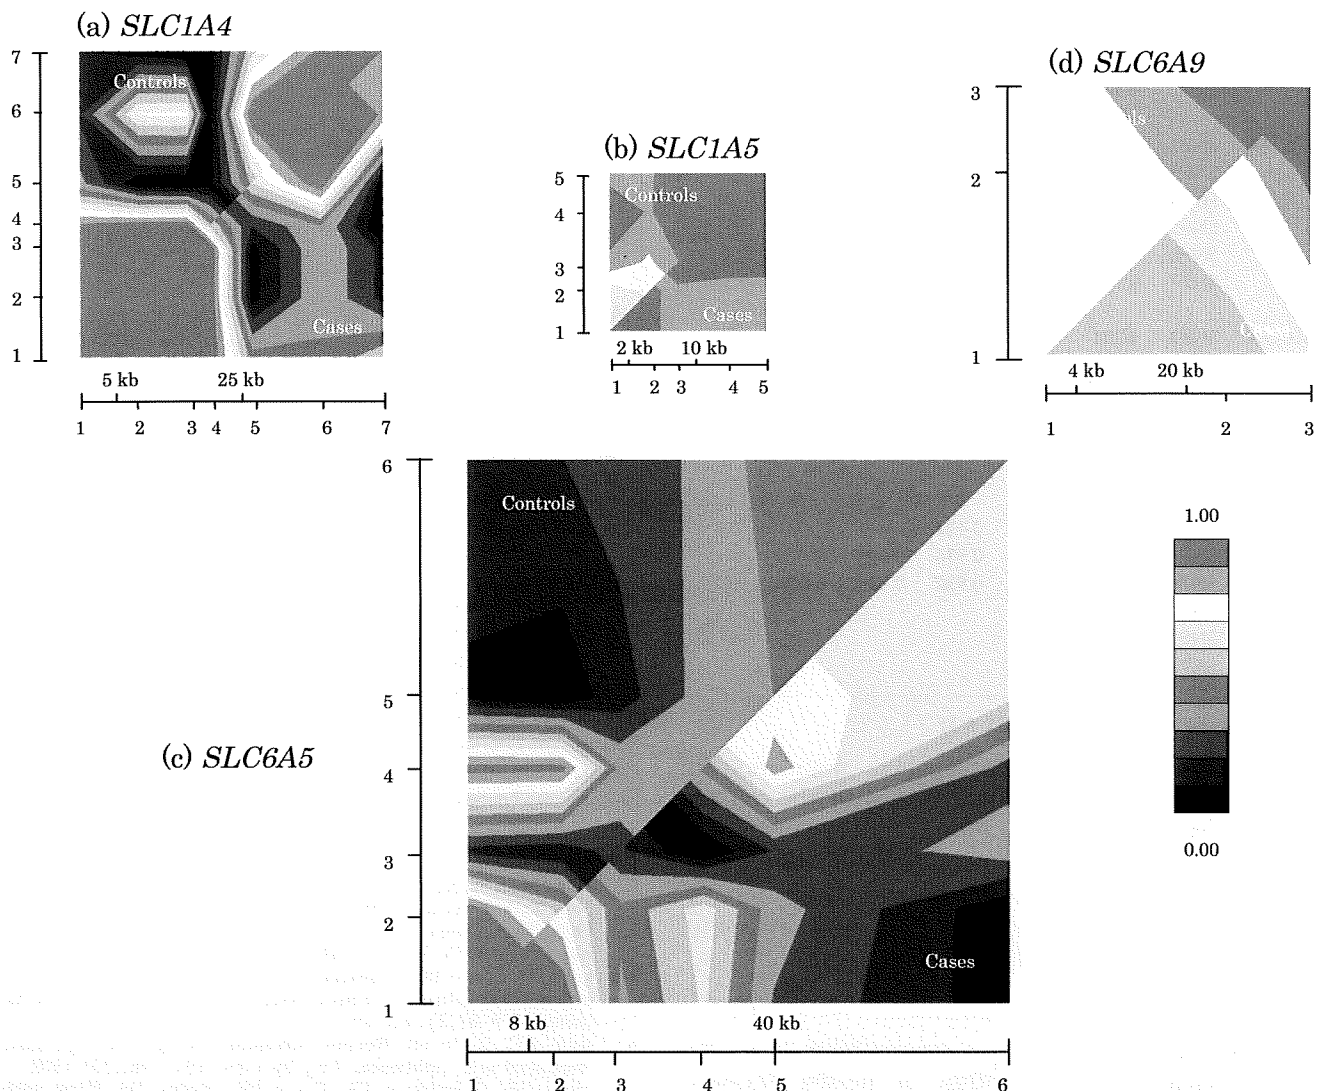 (a) SLC1A4
7
6
5
4
3
2
1
Controls
Cases
5 kb 25 kb
1 2 3 4 5 6 7
(b) SLC1A5
5
4
3
2
1
Controls
Cases
2 kb 10 kb
1 2 3 4 5
(d) SLC6A9
3
2
1
4 kb 20 kb
1 2 3
(c) SLC6A5
6
5
4
3
2
1
Controls
Cases
8 kb 40 kb
1 2 3 4 5 6
1.00
0.00